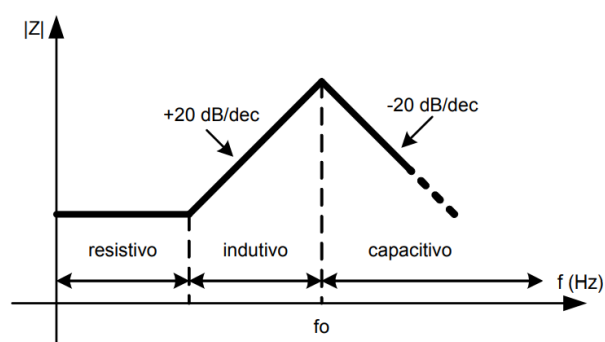 |Z|
+20 dB/dec
-20 dB/dec
resistivo
indutivo
capacitivo
f (Hz)
fo